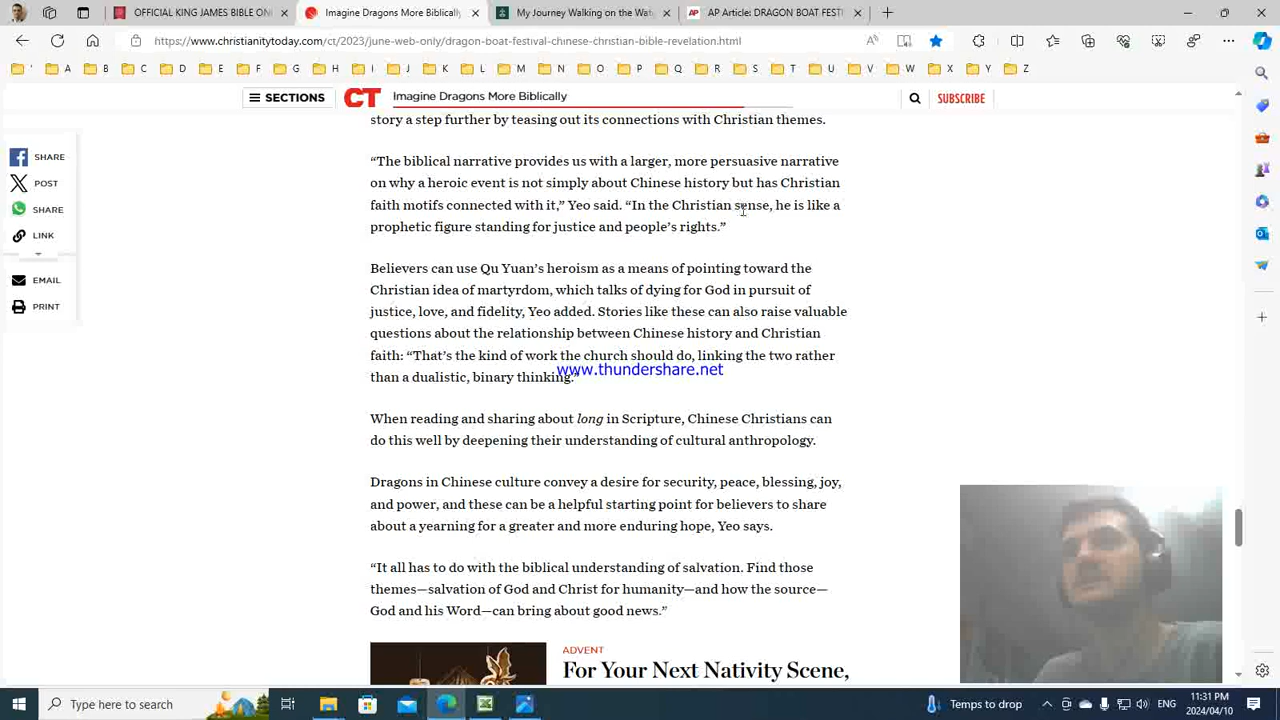 OFFICIAL KING JAMES BIBLE ONL
Imagine Dragons More Biblically
My Journey Walking on the Wat
AP Article: DRAGON BOAT FEST
https://www.christianitytoday.com/ct/2023/june-web-only/dragon-boat-festival-chinese-christian-bible-revelation.html
' A B C D E F G H I J K L M N O P Q R S T U V W X Y Z
SECTIONS CT Imagine Dragons More Biblically SUBSCRIBE
SHARE
POST
SHARE
LINK
EMAIL
PRINT
story a step further by teasing out its connections with Christian themes.
“The biblical narrative provides us with a larger, more persuasive narrative
on why a heroic event is not simply about Chinese history but has Christian
faith motifs connected with it,” Yeo said. “In the Christian sense, he is like a
prophetic figure standing for justice and people’s rights.”
Believers can use Qu Yuan’s heroism as a means of pointing toward the
Christian idea of martyrdom, which talks of dying for God in pursuit of
justice, love, and fidelity, Yeo added. Stories like these can also raise valuable
questions about the relationship between Chinese history and Christian
faith: “That’s the kind of work the church should do, linking the two rather
than a dualistic, binary thinking.”
www.thundershare.net
When reading and sharing about long in Scripture, Chinese Christians can
do this well by deepening their understanding of cultural anthropology.
Dragons in Chinese culture convey a desire for security, peace, blessing, joy,
and power, and these can be a helpful starting point for believers to share
about a yearning for a greater and more enduring hope, Yeo says.
“It all has to do with the biblical understanding of salvation. Find those
themes—salvation of God and Christ for humanity—and how the source—
God and his Word—can bring about good news.”
ADVENT
For Your Next Nativity Scene,
Type here to search
Temps to drop
ENG
11:31 PM
2024/04/10